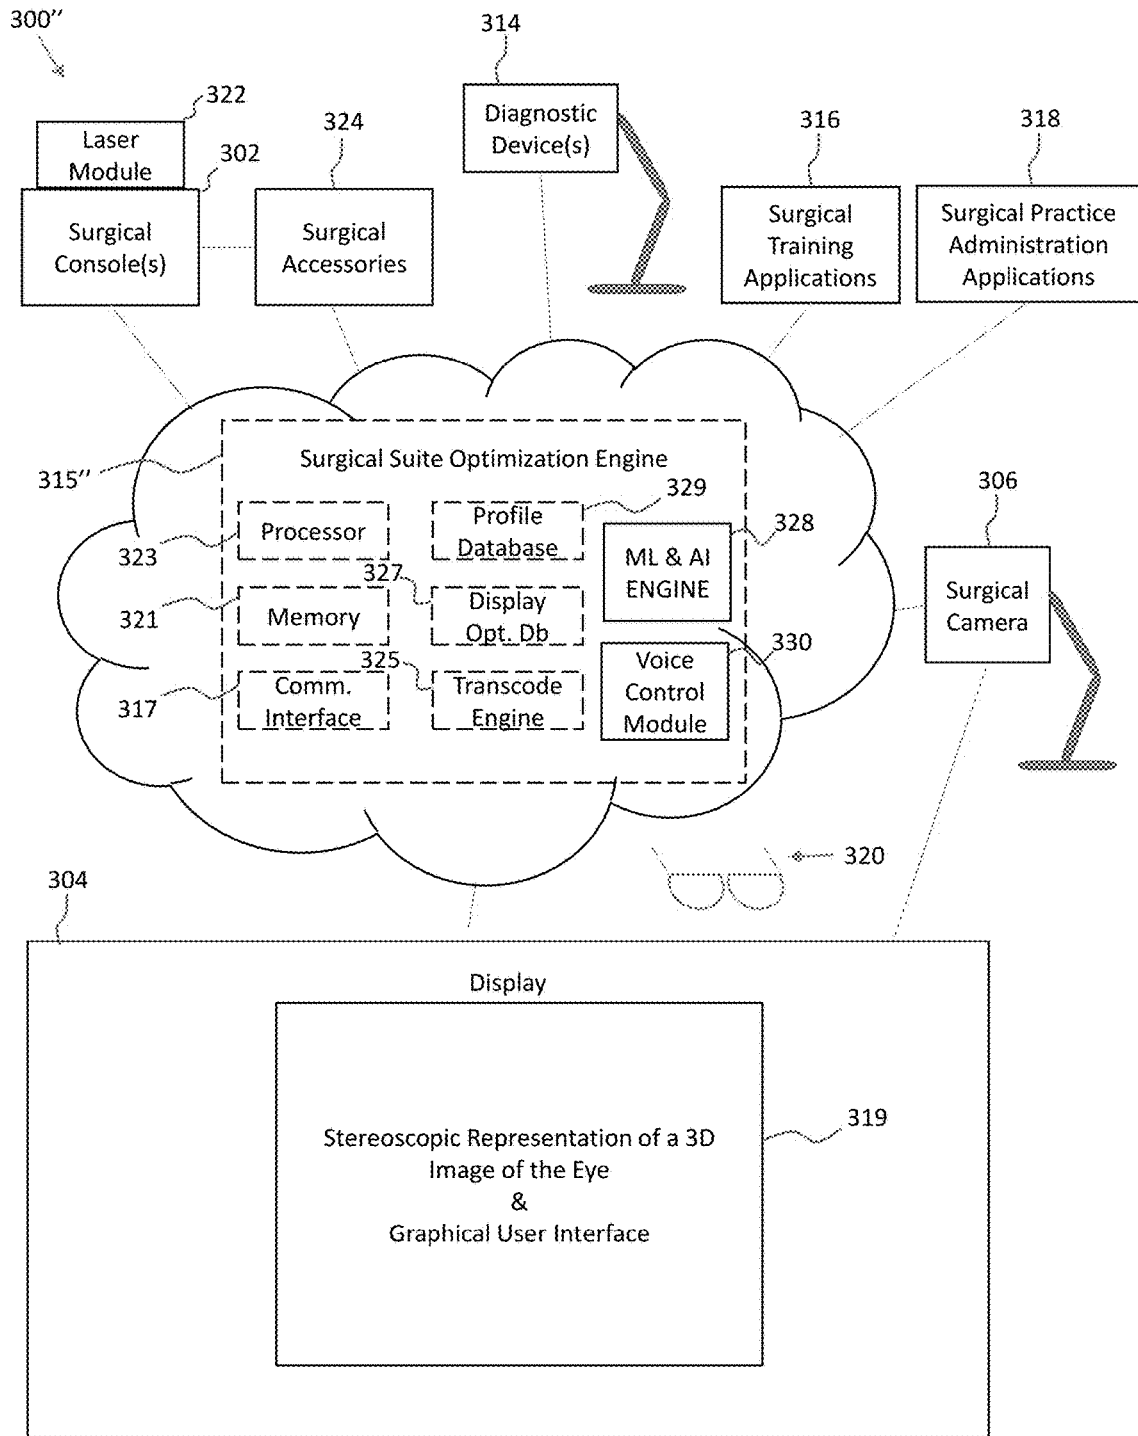 300''
314
322
324
316
318
302
Laser
Module
Diagnostic
Device(s)
Surgical
Console(s)
Surgical
Accessories
Surgical
Training
Applications
Surgical Practice
Administration
Applications
315''
Surgical Suite Optimization Engine
329
306
Processor
Profile
Database
328
323
327
ML & AI
ENGINE
Surgical
Camera
Memory
Display
Opt. Db
321
325
330
Comm.
Interface
Transcode
Engine
Voice
Control
Module
317
320
304
Display
319
Stereoscopic Representation of a 3D
Image of the Eye
&
Graphical User Interface